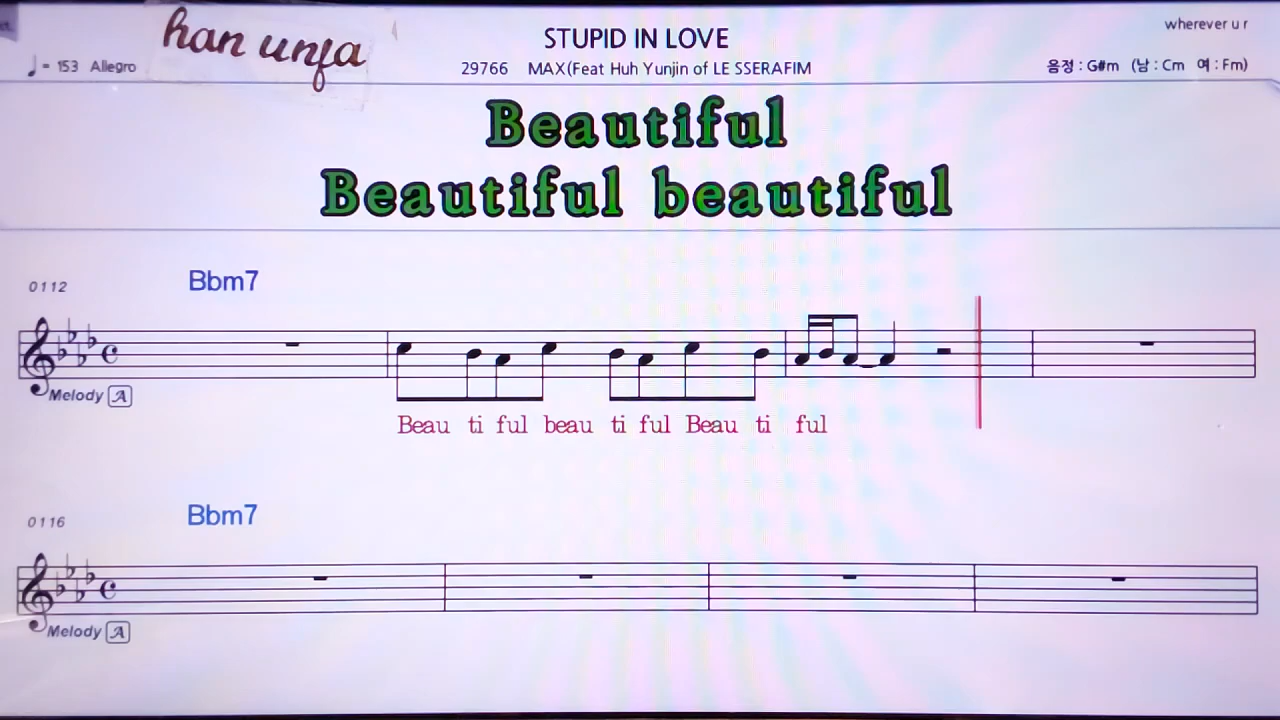 han unja
STUPID IN LOVE
wherever u r
♩= 153 Allegro
29766 MAX(Feat Huh Yunjin of LE SSERAFIM
음정 : G#m (남 : Cm 여 : Fm)
Beautiful
Beautiful beautiful
0112
Bbm7
Melody A
Beau ti ful beau ti ful Beau ti ful
0116
Bbm7
Melody A